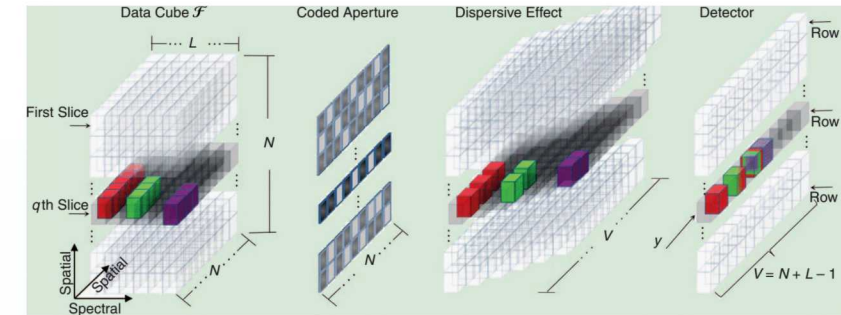 Data Cube ℱ
Coded Aperture
Dispersive Effect
Detector
L
Row
First Slice
N
Row
qth Slice
Row
V
y
N
N
V = N + L − 1
Spatial
Spatial
Spectral